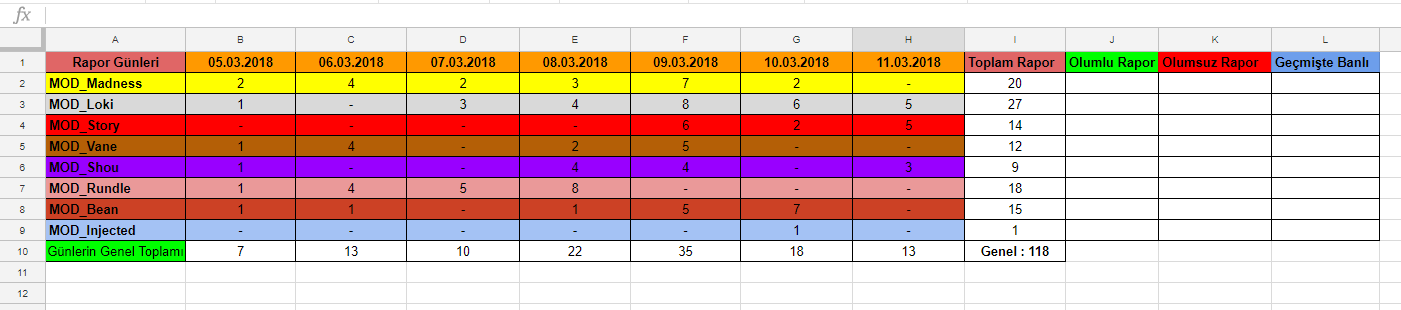 fx
A B C D E F G H I J K L
1 Rapor Günleri 05.03.2018 06.03.2018 07.03.2018 08.03.2018 09.03.2018 10.03.2018 11.03.2018 Toplam Rapor Olumlu Rapor Olumsuz Rapor Geçmişte Banlı
2 MOD_Madness 2 4 2 3 7 2 - 20
3 MOD_Loki 1 - 3 4 8 6 5 27
4 MOD_Story - - - - 6 2 5 14
5 MOD_Vane 1 4 - 2 5 - - 12
6 MOD_Shou 1 - - 4 4 - 3 9
7 MOD_Rundle 1 4 5 8 - - - 18
8 MOD_Bean 1 1 - 1 5 7 - 15
9 MOD_Injected - - - - - 1 - 1
10 Günlerin Genel Toplamı 7 13 10 22 35 18 13 Genel : 118
11
12